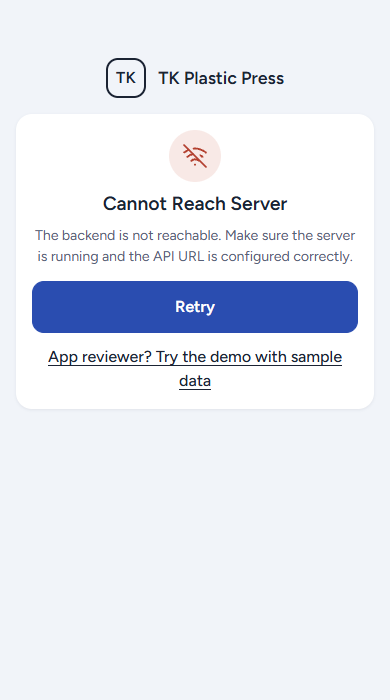 TK
TK Plastic Press
Cannot Reach Server
The backend is not reachable. Make sure the server
is running and the API URL is configured correctly.
Retry
App reviewer? Try the demo with sample
data